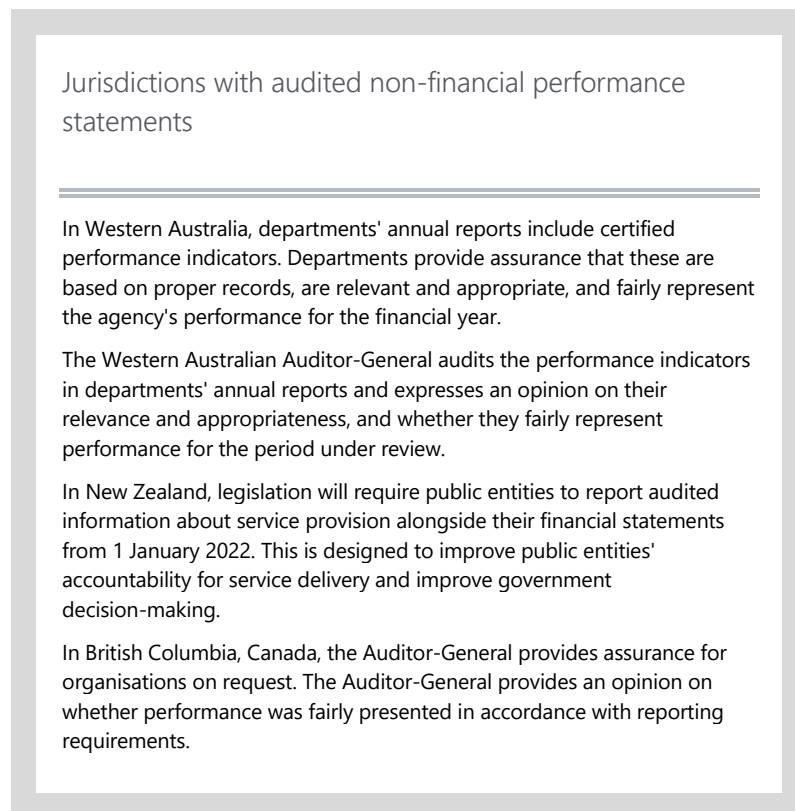 Jurisdictions with audited non-financial performance
statements
In Western Australia, departments' annual reports include certified
performance indicators. Departments provide assurance that these are
based on proper records, are relevant and appropriate, and fairly represent
the agency's performance for the financial year.
The Western Australian Auditor-General audits the performance indicators
in departments' annual reports and expresses an opinion on their
relevance and appropriateness, and whether they fairly represent
performance for the period under review.
In New Zealand, legislation will require public entities to report audited
information about service provision alongside their financial statements
from 1 January 2022. This is designed to improve public entities'
accountability for service delivery and improve government
decision-making.
In British Columbia, Canada, the Auditor-General provides assurance for
organisations on request. The Auditor-General provides an opinion on
whether performance was fairly presented in accordance with reporting
requirements.